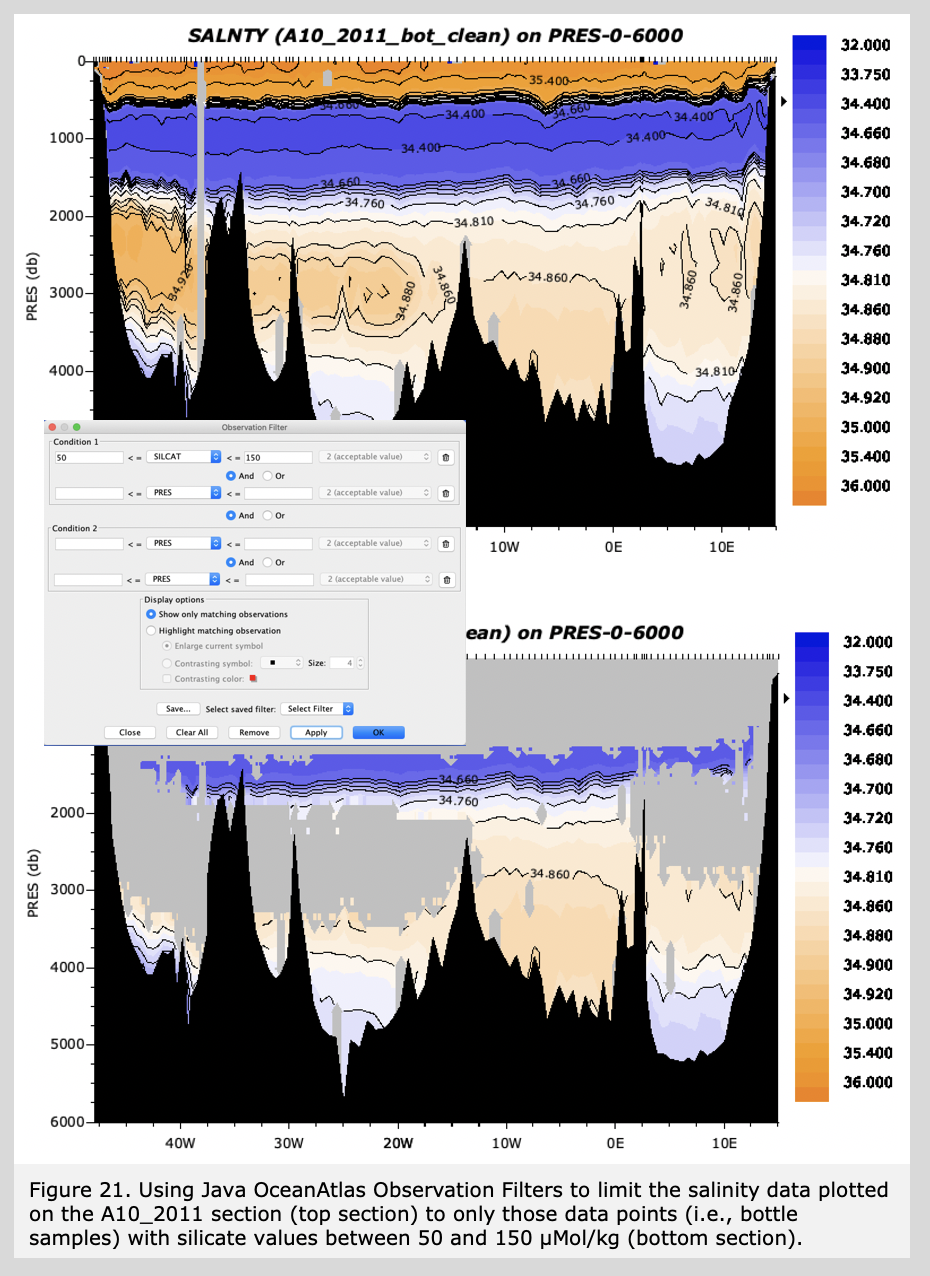 SALNTY (A10_2011_bot_clean) on PRES-0-6000
0
1000
2000
3000
4000
PRES (db)
35.400
34.660
34.400
34.660
34.400
34.400
34.400
34.660
34.660
34.760
34.760
34.810
34.810
34.920
34.880
34.860
34.860
34.860
34.860
34.810
10W
0E
10E
32.000
33.750
34.400
34.660
34.680
34.700
34.720
34.760
34.810
34.860
34.880
34.900
34.920
35.000
35.400
36.000
Observation Filter
Condition 1
50 <= SILCAT <= 150 2 (acceptable value)
And Or
<= PRES <= 2 (acceptable value)
And Or
Condition 2
<= PRES <= 2 (acceptable value)
And Or
<= PRES <= 2 (acceptable value)
Display options
Show only matching observations
Highlight matching observation
Enlarge current symbol
Contrasting symbol: Size: 4
Contrasting color:
Save... Select saved filter: Select Filter
Close Clear All Remove Apply OK
ean) on PRES-0-6000
2000
3000
4000
5000
6000
PRES (db)
34.660
34.760
34.860
40W
30W
20W
10W
0E
10E
32.000
33.750
34.400
34.660
34.680
34.700
34.720
34.760
34.810
34.860
34.880
34.900
34.920
35.000
35.400
36.000
Figure 21. Using Java OceanAtlas Observation Filters to limit the salinity data plotted
on the A10_2011 section (top section) to only those data points (i.e., bottle
samples) with silicate values between 50 and 150 µMol/kg (bottom section).